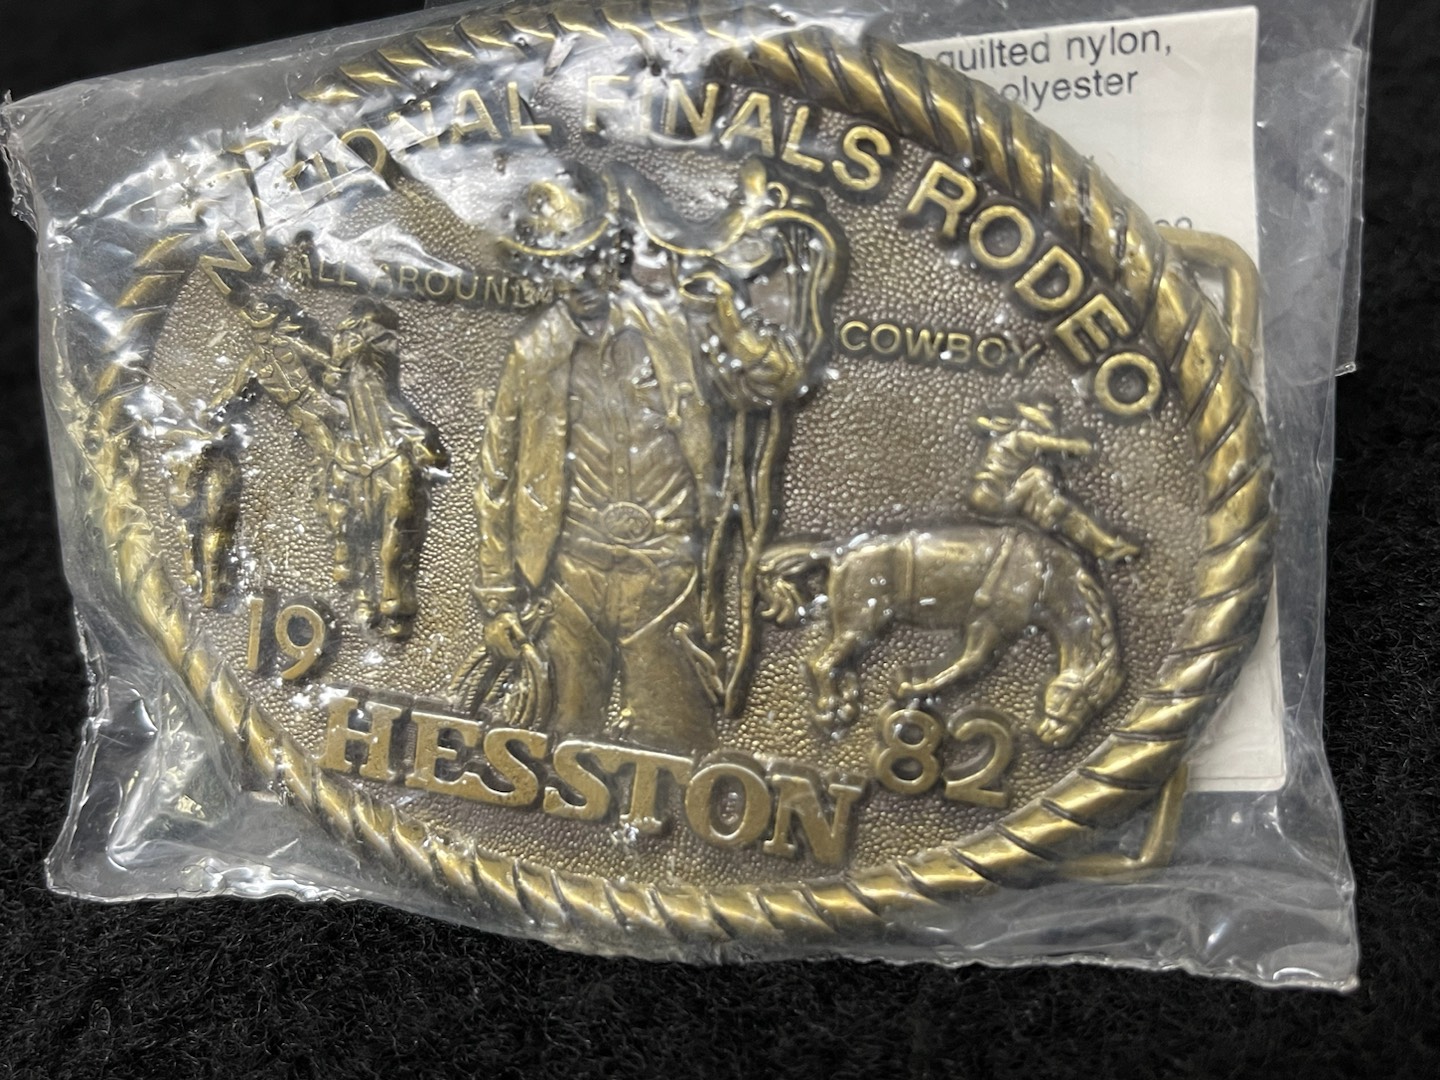 NATIONAL FINALS RODEO
ALL AROUND
COWBOY
19 82
HESSTON
quilted nylon,
polyester